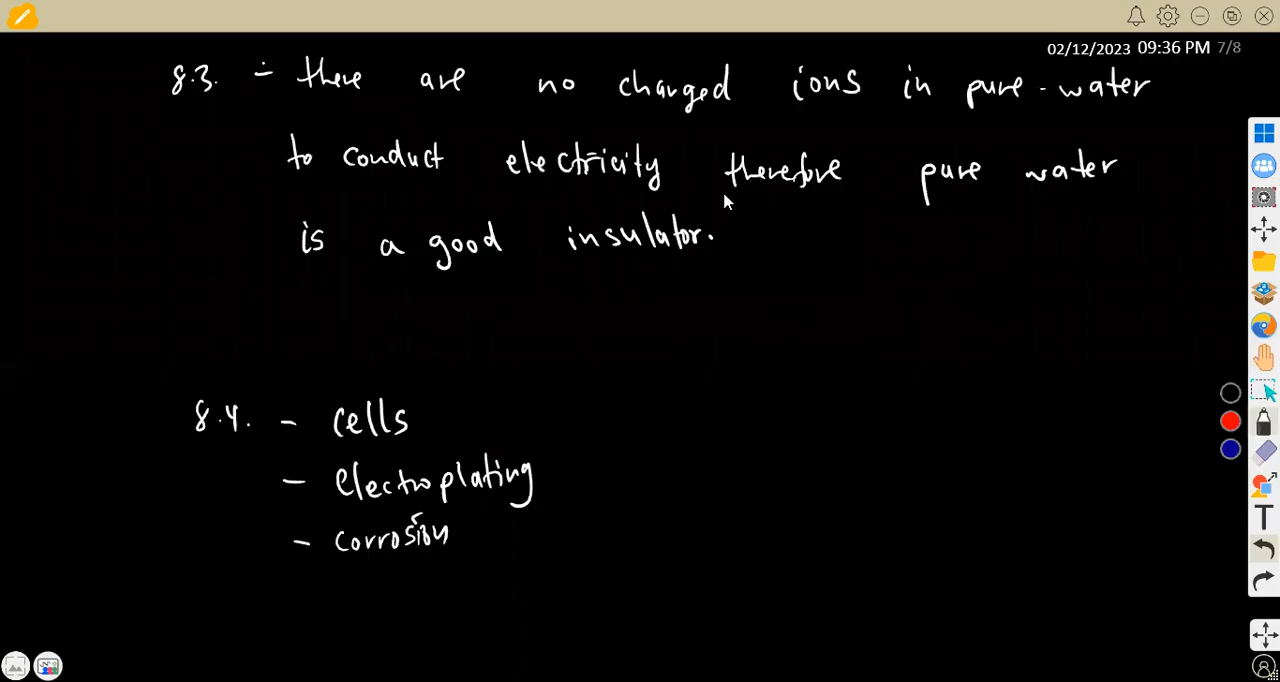 02/12/2023 09:36 PM 7/8
8.3. - there are no charged ions in pure-water
to conduct electricity therefore pure water
is a good insulator.
8.4. - cells
- electroplating
- corrosion
T